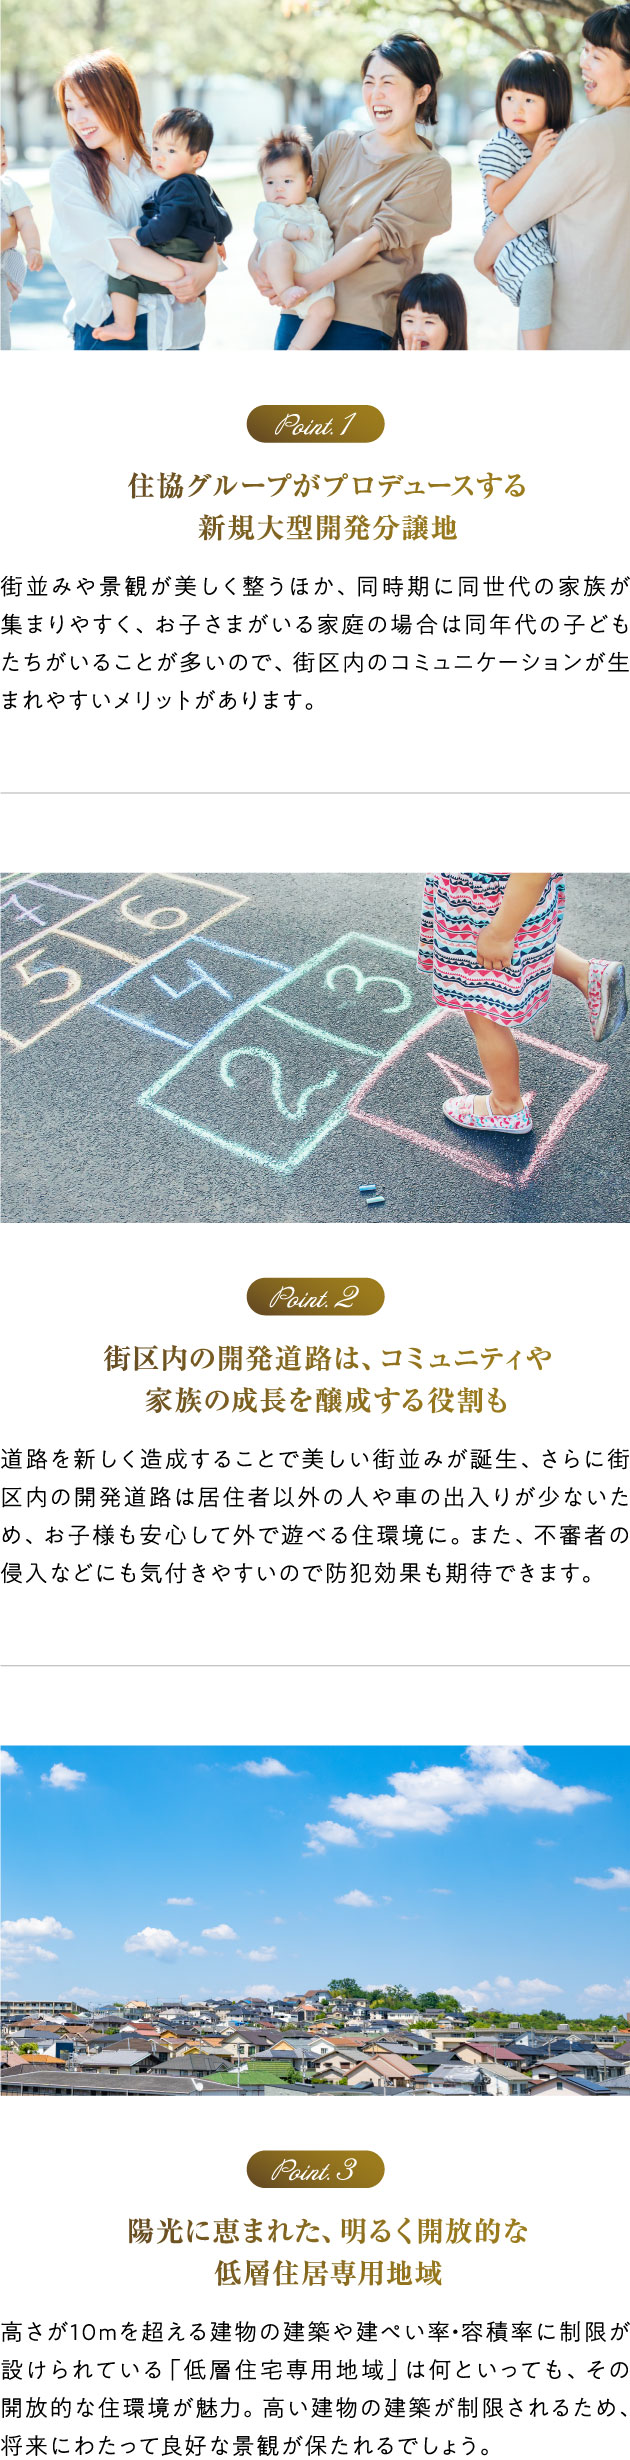 Point. 1
住協グループがプロデュースする
新規大型開発分譲地
街並みや景観が美しく整うほか、同時期に同世代の家族が
集まりやすく、お子さまがいる家庭の場合は同年代の子ども
たちがいることが多いので、街区内のコミュニケーションが生
まれやすいメリットがあります。
7
6
5
4
3
2
1
Point. 2
街区内の開発道路は、コミュニティや
家族の成長を醸成する役割も
道路を新しく造成することで美しい街並みが誕生、さらに街
区内の開発道路は居住者以外の人や車の出入りが少ないた
め、お子様も安心して外で遊べる住環境に。また、不審者の
侵入などにも気付きやすいので防犯効果も期待できます。
Point. 3
陽光に恵まれた、明るく開放的な
低層住居専用地域
高さが10mを超える建物の建築や建ぺい率・容積率に制限が
設けられている「低層住宅専用地域」は何といっても、その
開放的な住環境が魅力。高い建物の建築が制限されるため、
将来にわたって良好な景観が保たれるでしょう。